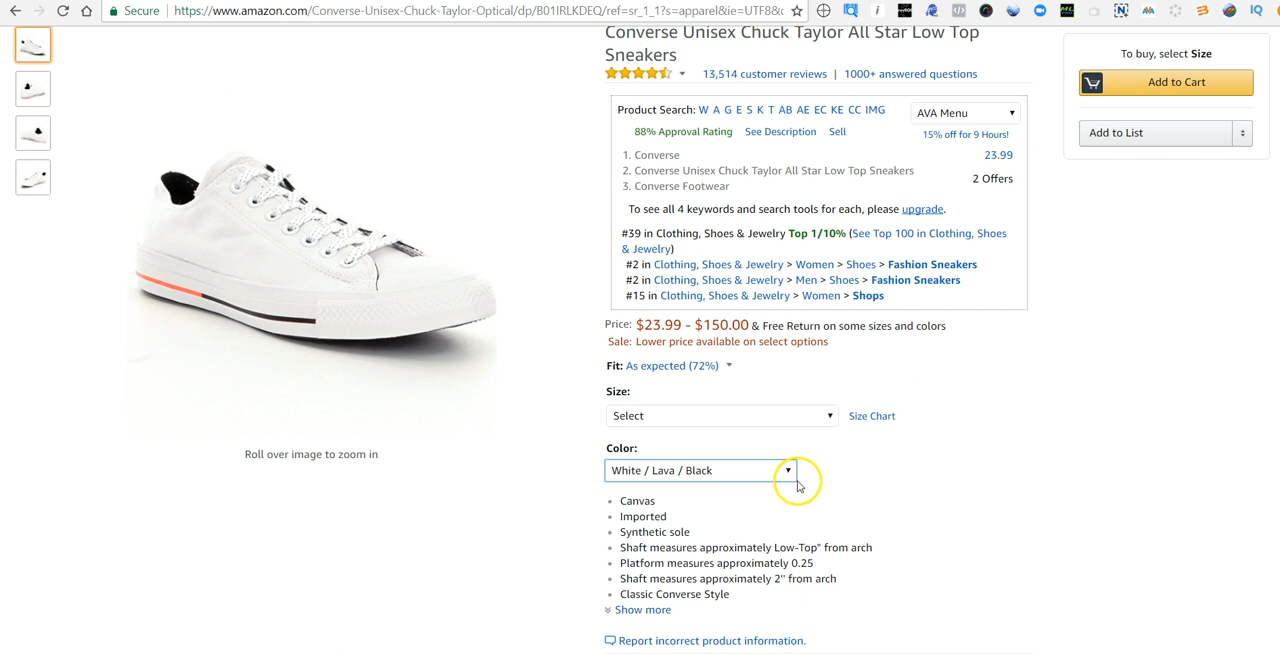 Secure
https://www.amazon.com/Converse-Unisex-Chuck-Taylor-Optical/dp/B01IRLKDEQ/ref=sr_1_1?s=apparel&ie=UTF8&
Converse Unisex Chuck Taylor All Star Low Top
Sneakers
13,514 customer reviews | 1000+ answered questions
Product Search: W A G E S K T AB AE EC KE CC IMG
AVA Menu
88% Approval Rating See Description Sell
15% off for 9 Hours!
1. Converse
23.99
2. Converse Unisex Chuck Taylor All Star Low Top Sneakers
2 Offers
3. Converse Footwear
To see all 4 keywords and search tools for each, please upgrade.
#39 in Clothing, Shoes & Jewelry Top 1/10% (See Top 100 in Clothing, Shoes
& Jewelry)
#2 in Clothing, Shoes & Jewelry > Women > Shoes > Fashion Sneakers
#2 in Clothing, Shoes & Jewelry > Men > Shoes > Fashion Sneakers
#15 in Clothing, Shoes & Jewelry > Women > Shops
Price: $23.99 - $150.00 & Free Return on some sizes and colors
Sale: Lower price available on select options
Fit: As expected (72%)
Size:
Select
Size Chart
Color:
White / Lava / Black
Canvas
Imported
Synthetic sole
Shaft measures approximately Low-Top" from arch
Platform measures approximately 0.25
Shaft measures approximately 2" from arch
Classic Converse Style
Show more
Report incorrect product information.
Roll over image to zoom in
To buy, select Size
Add to Cart
Add to List